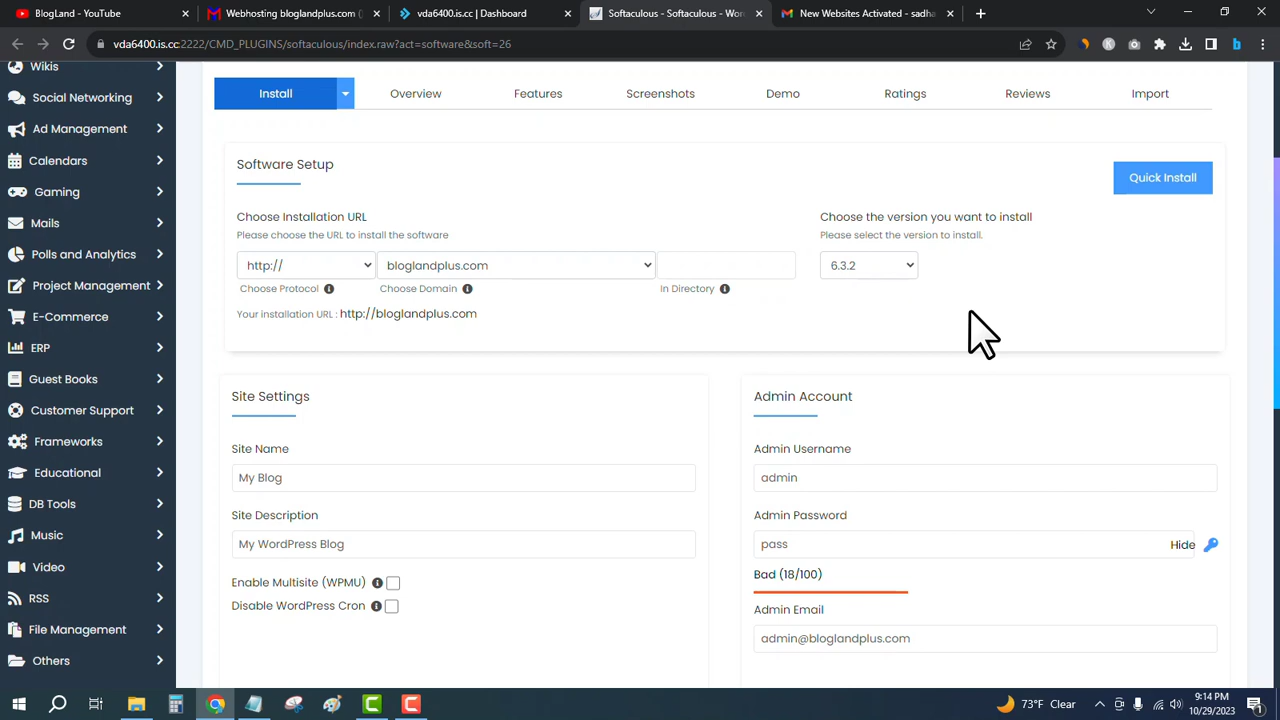 BlogLand - YouTube
Webhosting bloglandplus.com (
vda6400.is.cc | Dashboard
Softaculous - Softaculous - Wor
New Websites Activated - sadha
vda6400.is.cc:2222/CMD_PLUGINS/softaculous/index.raw?act=software&soft=26
Wikis
Social Networking
Ad Management
Calendars
Gaming
Mails
Polls and Analytics
Project Management
E-Commerce
ERP
Guest Books
Customer Support
Frameworks
Educational
DB Tools
Music
Video
RSS
File Management
Others
Install
Overview
Features
Screenshots
Demo
Ratings
Reviews
Import
Software Setup
Quick Install
Choose Installation URL
Please choose the URL to install the software
http://
bloglandplus.com
Choose Protocol
Choose Domain
In Directory
Your installation URL : http://bloglandplus.com
Choose the version you want to install
Please select the version to install.
6.3.2
Site Settings
Site Name
My Blog
Site Description
My WordPress Blog
Enable Multisite (WPMU)
Disable WordPress Cron
Admin Account
Admin Username
admin
Admin Password
pass
Hide
Bad (18/100)
Admin Email
admin@bloglandplus.com
73°F Clear
9:14 PM
10/29/2023